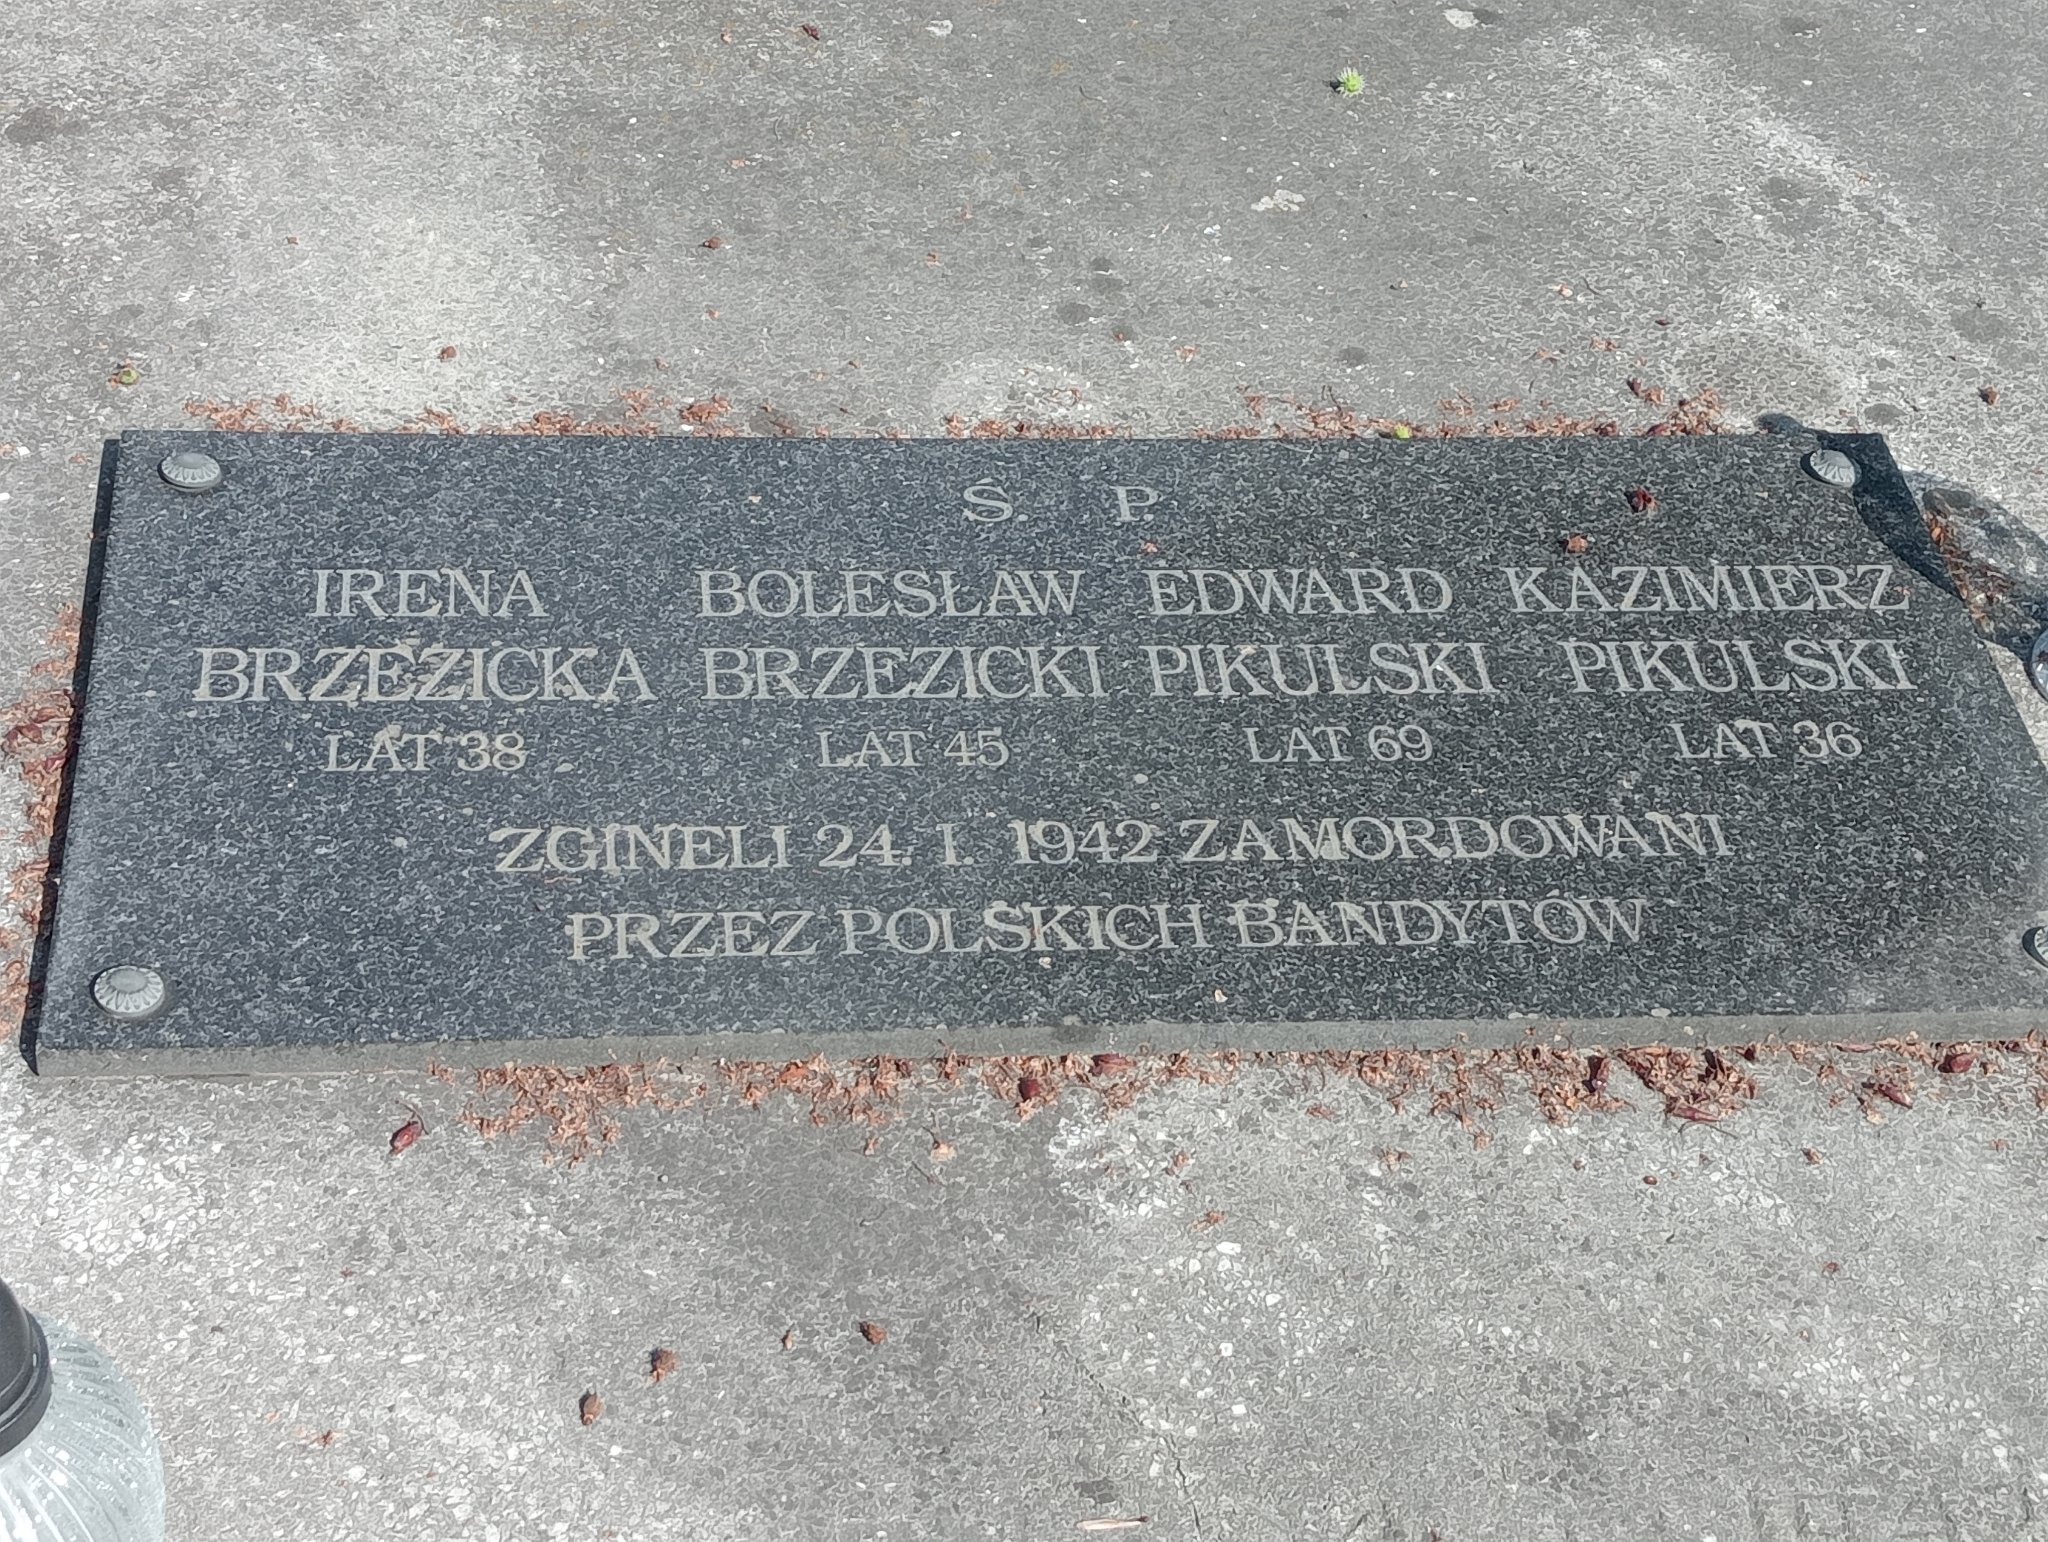 Ś. P.
IRENA BOLESŁAW EDWARD KAZIMIERZ
BRZEZICKA BRZEZICKI PIKULSKI PIKULSKI
LAT 38 LAT 45 LAT 69 LAT 36
ZGINELI 24. I. 1942 ZAMORDOWANI
PRZEZ POLSKICH BANDYTÓW